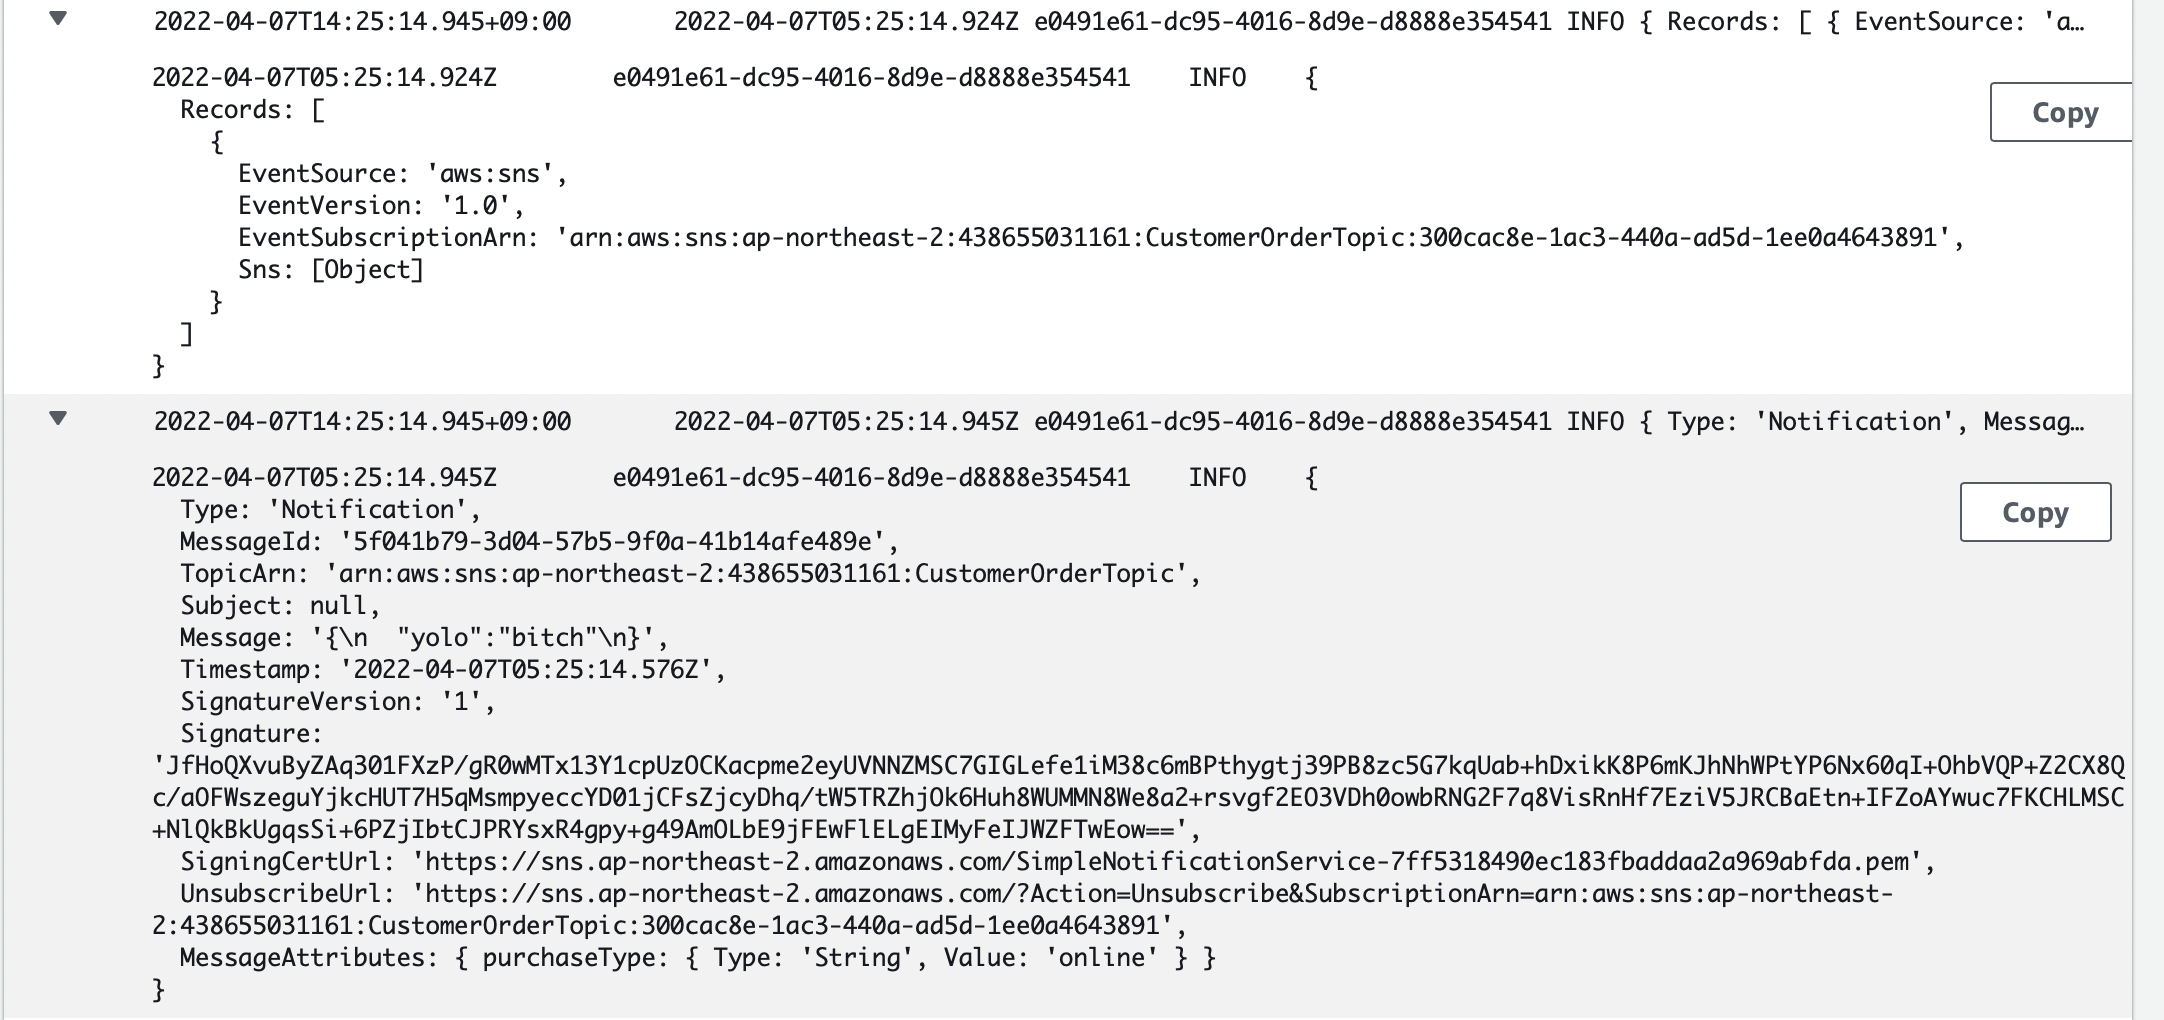 2022-04-07T14:25:14.945+09:00 2022-04-07T05:25:14.924Z e0491e61-dc95-4016-8d9e-d8888e354541 INFO { Records: [ { EventSource: 'a…
2022-04-07T05:25:14.924Z e0491e61-dc95-4016-8d9e-d8888e354541 INFO {
Copy
Records: [
{
EventSource: 'aws:sns',
EventVersion: '1.0',
EventSubscriptionArn: 'arn:aws:sns:ap-northeast-2:438655031161:CustomerOrderTopic:300cac8e-1ac3-440a-ad5d-1ee0a4643891',
Sns: [Object]
}
]
}
2022-04-07T14:25:14.945+09:00 2022-04-07T05:25:14.945Z e0491e61-dc95-4016-8d9e-d8888e354541 INFO { Type: 'Notification', Messag…
2022-04-07T05:25:14.945Z e0491e61-dc95-4016-8d9e-d8888e354541 INFO {
Copy
Type: 'Notification',
MessageId: '5f041b79-3d04-57b5-9f0a-41b14afe489e',
TopicArn: 'arn:aws:sns:ap-northeast-2:438655031161:CustomerOrderTopic',
Subject: null,
Message: '{\n  "yolo":"bitch"\n}',
Timestamp: '2022-04-07T05:25:14.576Z',
SignatureVersion: '1',
Signature:
'JfHoQXvuByZAq301FXzP/gR0wMTx13Y1cpUzOCKacpme2eyUVNNZMSC7GIGLefe1iM38c6mBPthygtj39PB8zc5G7kqUab+hDxikK8P6mKJhNhWPtYP6Nx60qI+OhbVQP+Z2CX8Q
c/aOFWszeguYjkcHUT7H5qMsmpyeccYD01jCFsZjcyDhq/tW5TRZhjOk6Huh8WUMMN8We8a2+rsvgf2EO3VDh0owbRNG2F7q8VisRnHf7EziV5JRCBaEtn+IFZoAYwuc7FKCHLMSC
+NlQkBkUgqsSi+6PZjIbtCJPRYsxR4gpy+g49AmOLbE9jFEwFlELgEIMyFeIJWZFTwEow==',
SigningCertUrl: 'https://sns.ap-northeast-2.amazonaws.com/SimpleNotificationService-7ff5318490ec183fbaddaa2a969abfda.pem',
UnsubscribeUrl: 'https://sns.ap-northeast-2.amazonaws.com/?Action=Unsubscribe&SubscriptionArn=arn:aws:sns:ap-northeast-
2:438655031161:CustomerOrderTopic:300cac8e-1ac3-440a-ad5d-1ee0a4643891',
MessageAttributes: { purchaseType: { Type: 'String', Value: 'online' } }
}